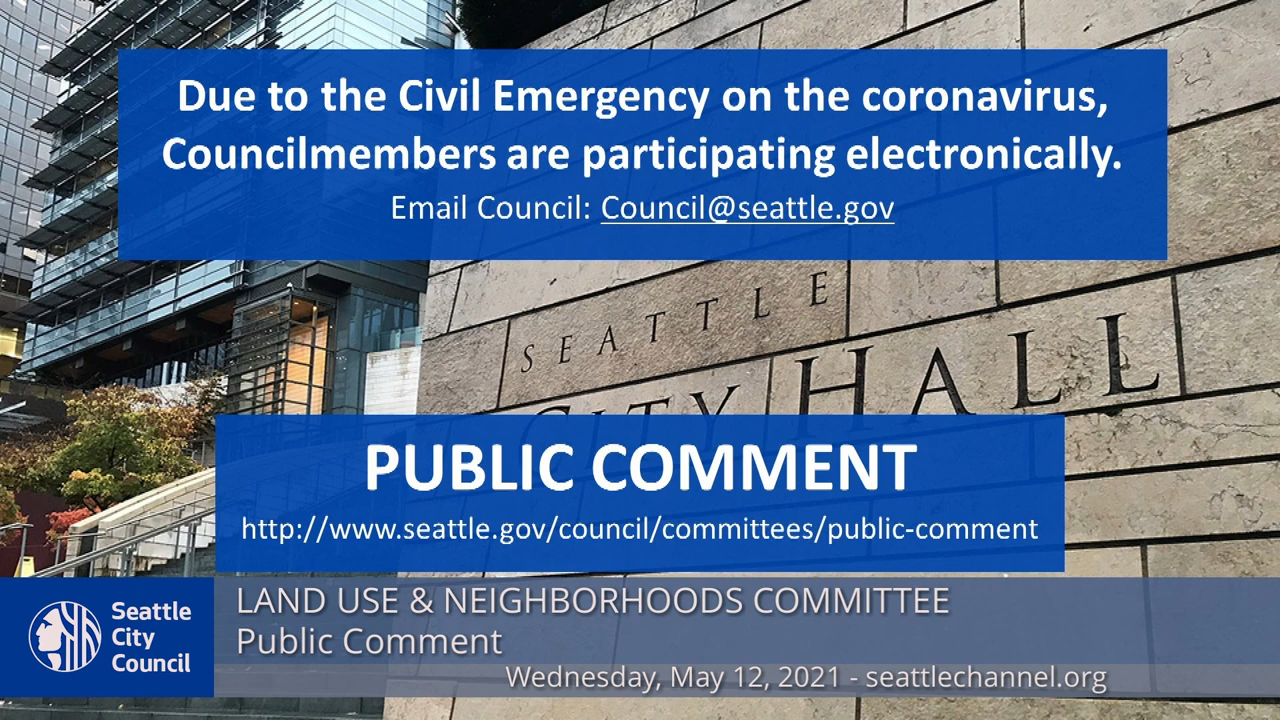 Due to the Civil Emergency on the coronavirus,
Councilmembers are participating electronically.
Email Council: Council@seattle.gov
SEATTLE
CITY HALL
PUBLIC COMMENT
http://www.seattle.gov/council/committees/public-comment
Seattle
City
Council
LAND USE & NEIGHBORHOODS COMMITTEE
Public Comment
Wednesday, May 12, 2021 - seattlechannel.org